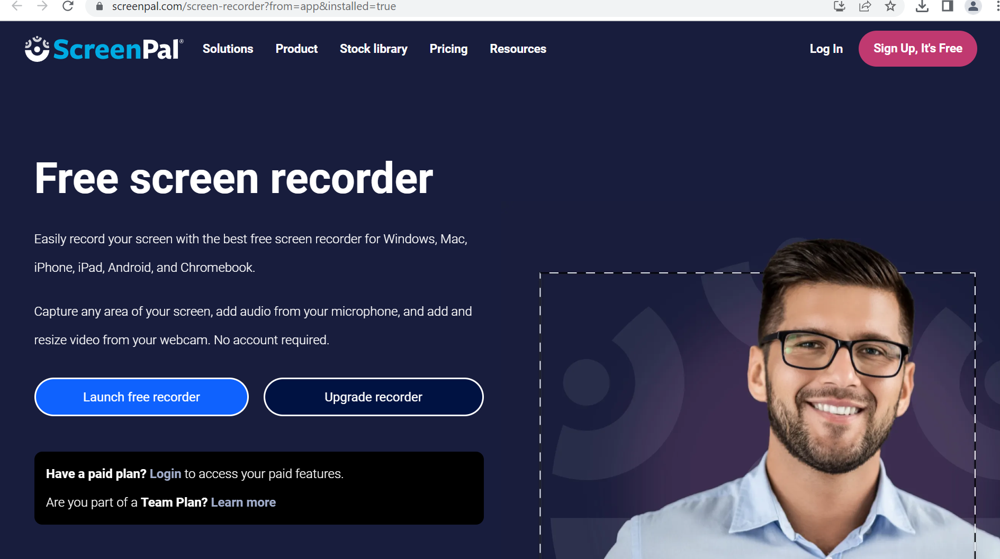 screenpal.com/screen-recorder?from=app&installed=true
ScreenPal®
Solutions
Product
Stock library
Pricing
Resources
Log In
Sign Up, It's Free
Free screen recorder
Easily record your screen with the best free screen recorder for Windows, Mac,
iPhone, iPad, Android, and Chromebook.
Capture any area of your screen, add audio from your microphone, and add and
resize video from your webcam. No account required.
Launch free recorder
Upgrade recorder
Have a paid plan? Login to access your paid features.
Are you part of a Team Plan? Learn more